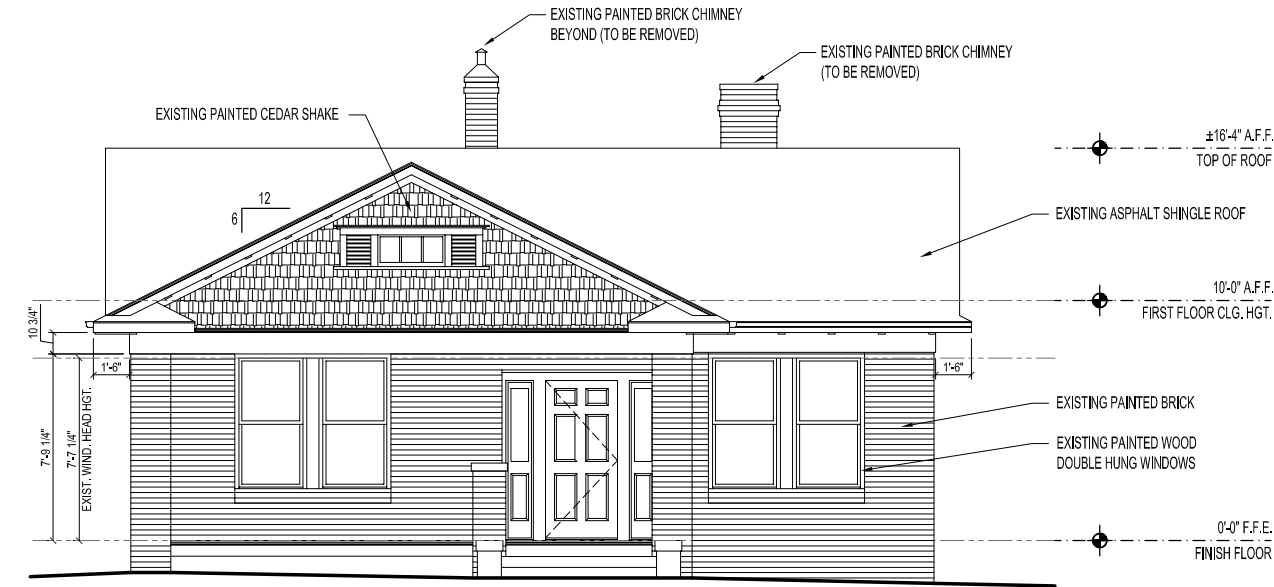 EXISTING PAINTED BRICK CHIMNEY
BEYOND (TO BE REMOVED)
EXISTING PAINTED BRICK CHIMNEY
(TO BE REMOVED)
EXISTING PAINTED CEDAR SHAKE
±16'-4" A.F.F.
TOP OF ROOF
12
6
EXISTING ASPHALT SHINGLE ROOF
10'-0" A.F.F.
FIRST FLOOR CLG. HGT.
10 3/4"
1'-6"
1'-6"
EXISTING PAINTED BRICK
EXISTING PAINTED WOOD
DOUBLE HUNG WINDOWS
7'-9 1/4"
7'-7 1/4"
EXIST. WIND. HEAD HGT.
0'-0" F.F.E.
FINISH FLOOR